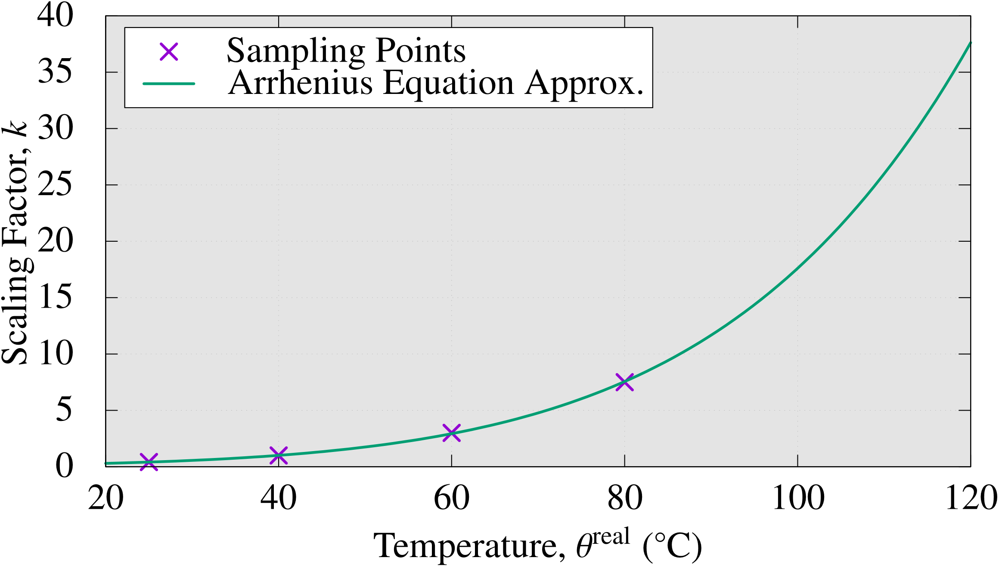 40
35
30
25
20
15
10
5
0
Scaling Factor, k
Sampling Points
Arrhenius Equation Approx.
20 40 60 80 100 120
Temperature, θ^real (°C)